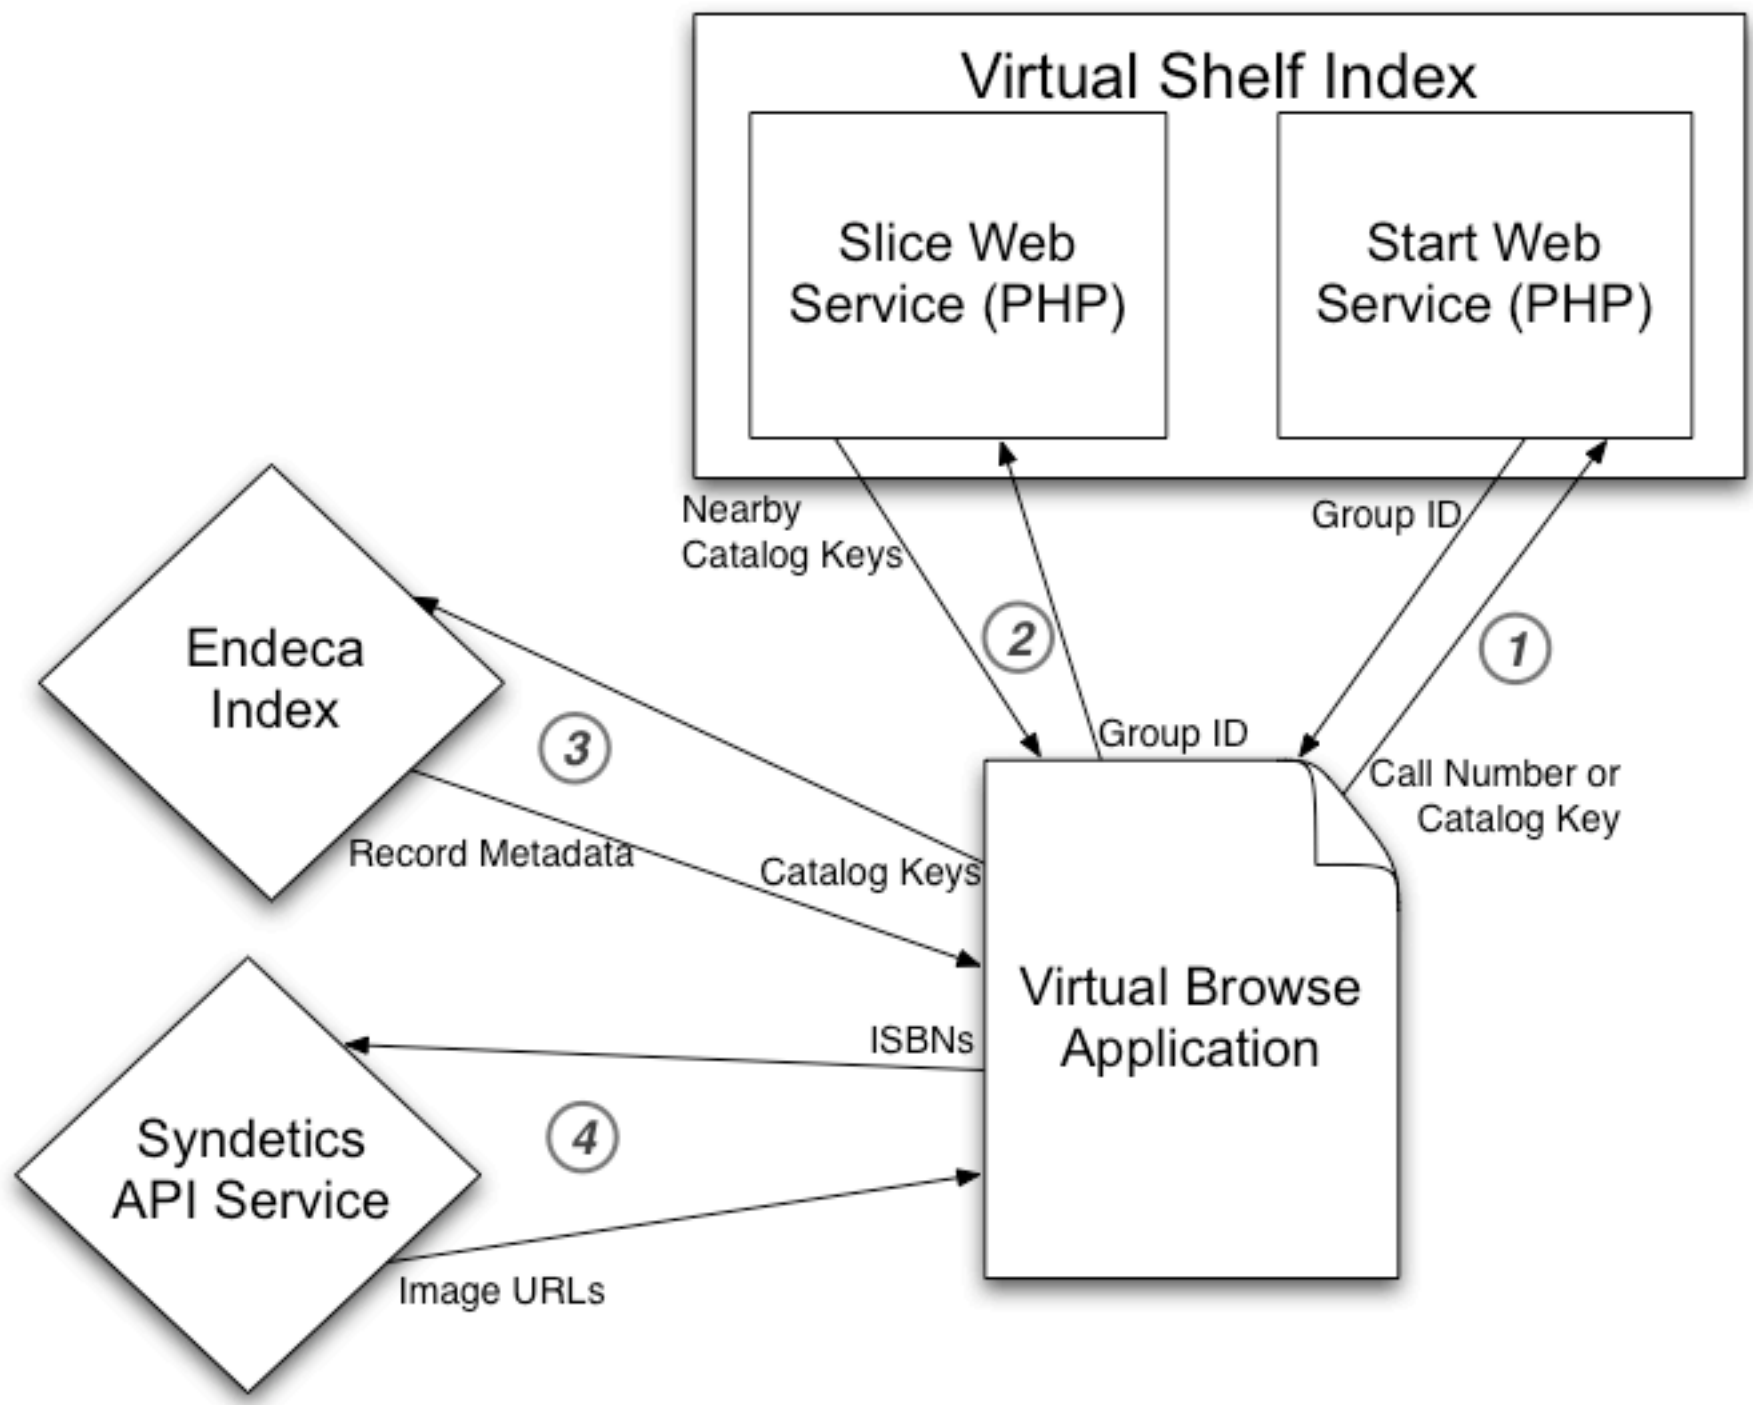 Virtual Shelf Index
Slice Web
Service (PHP)
Start Web
Service (PHP)
Nearby
Catalog Keys
Group ID
2
1
Endeca
Index
3
Group ID
Call Number or
Catalog Key
Record Metadata
Catalog Keys
Virtual Browse
Application
ISBNs
4
Syndetics
API Service
Image URLs